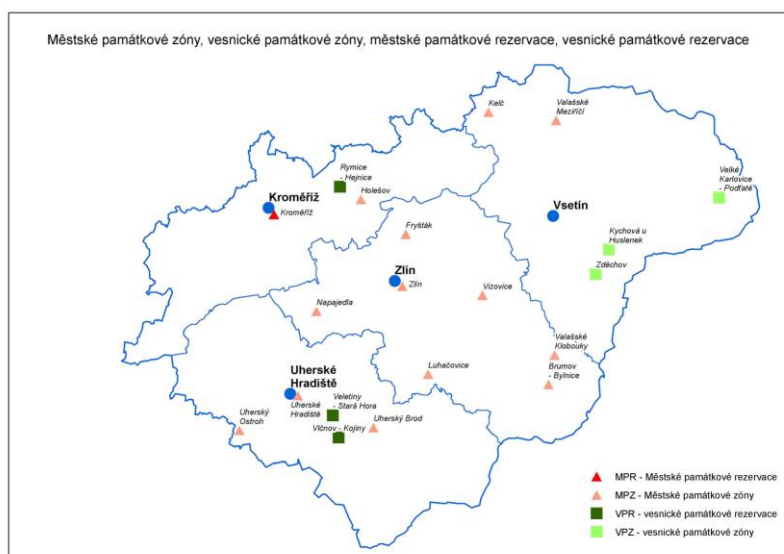 Městské památkové zóny, vesnické památkové zóny, městské památkové rezervace, vesnické památkové rezervace
Kelč
Valašské
Meziříčí
Rymice
- Hejnice
Holešov
Velké
Karlovice
- Podťaté
Kroměříž
Kroměříž
Vsetín
Fryšták
Kychová u
Huslenek
Zděchov
Zlín
Zlín
Vizovice
Napajedla
Valašské
Klobouky
Luhačovice
Brumov
- Bylnice
Uherské
Hradiště
Uherské
Hradiště
Veletiny
- Stará Hora
Uherský
Ostroh
Vlčnov - Kojiny
Uherský Brod
MPR - Městské památkové rezervace
MPZ - Městské památkové zóny
VPR - vesnické památkové rezervace
VPZ - vesnické památkové zóny